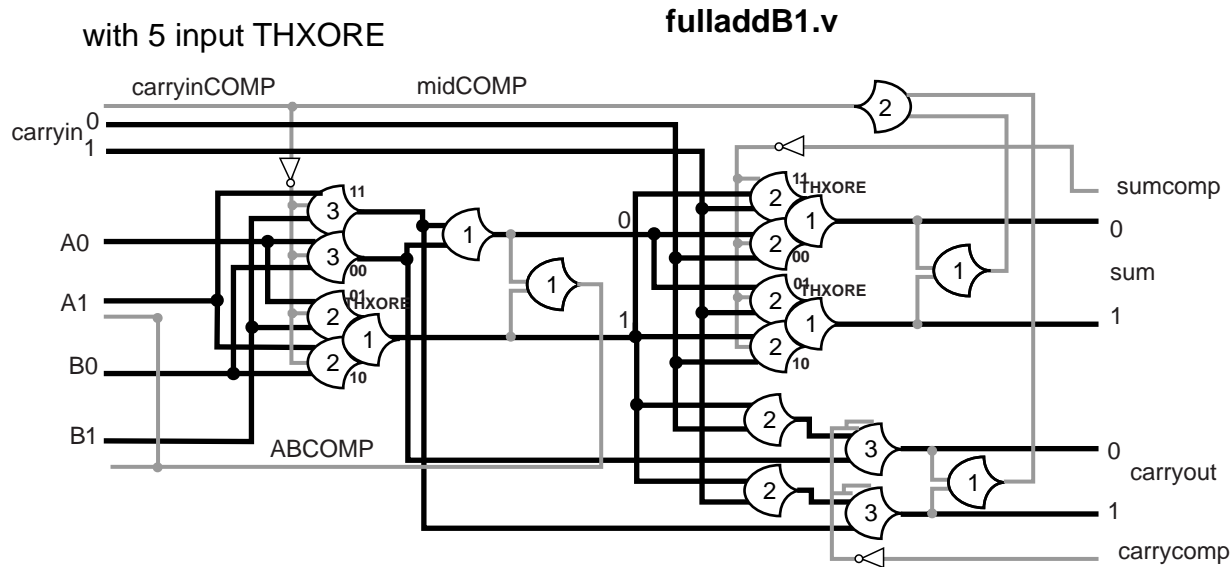 with 5 input THXORE
fulladdB1.v
carryinCOMP
midCOMP
2
carryin
0
1
11
3
3
00
01
THXORE
2
1
2
10
A0
A1
B0
B1
ABCOMP
1
1
0
1
11
THXORE
2
1
2
00
01
THXORE
2
1
2
10
1
2
3
2
3
1
sumcomp
0
sum
1
0
carryout
1
carrycomp